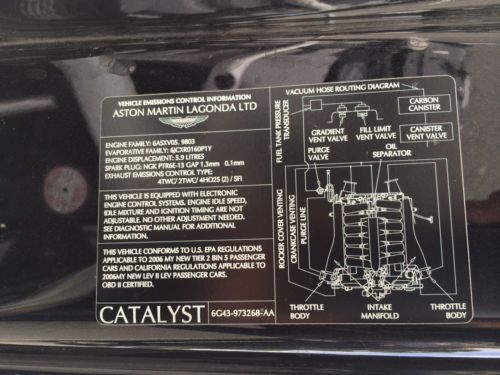 VEHICLE EMISSIONS CONTROL INFORMATION
ASTON MARTIN LAGONDA LTD
ENGINE FAMILY: 6ASXV05. 9803
EVAPORATIVE FAMILY: 6JCXR0160P1Y
ENGINE DISPLACEMENT: 5.9 LITRES
SPARK PLUG: NGK PTR6E-13 GAP 1.3mm 0.1mm
EXHAUST EMISSIONS CONTROL TYPE:
4TWC/ 2TWC/ 4HO2S (2) / SFI
THIS VEHICLE IS EQUIPPED WITH ELECTRONIC
ENGINE CONTROL SYSTEMS. ENGINE IDLE SPEED,
IDLE MIXTURE AND IGNITION TIMING ARE NOT
ADJUSTABLE. NO OTHER ADJUSTMENT NEEDED.
SEE DIAGNOSTIC MANUAL FOR ADDITIONAL
INFORMATION.
THIS VEHICLE CONFORMS TO U.S. EPA REGULATIONS
APPLICABLE TO 2006 MY NEW TIER 2 BIN 5 PASSENGER
CARS AND CALIFORNIA REGULATIONS APPLICABLE TO
2006MY NEW LEV II LEV PASSENGER CARS.
OBD II CERTIFIED.
CATALYST 6G43-973268-AA
VACUUM HOSE ROUTING DIAGRAM
FUEL TANK PRESSURE
TRANSDUCER
CARBON
CANISTER
GRADIENT
VENT VALVE
FILL LIMIT
VENT VALVE
CANISTER
VENT VALVE
PURGE
VALVE
OIL
SEPARATOR
ROCKER COVER VENTING
CRANKCASE VENTING
PURGE LINE
THROTTLE
BODY
INTAKE
MANIFOLD
THROTTLE
BODY